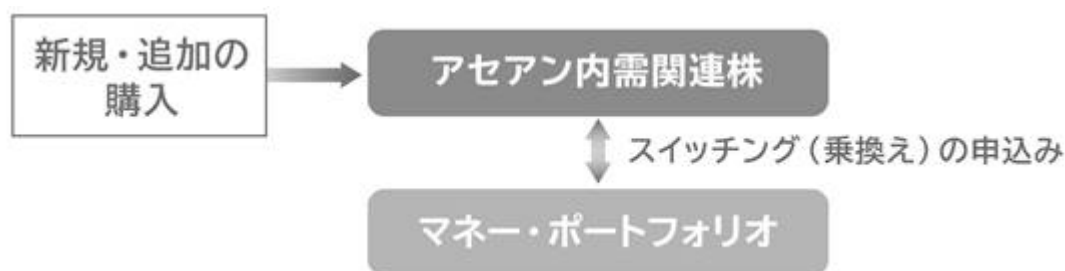 新規・追加の
購入
アセアン内需関連株
スイッチング（乗換え）の申込み
マネー・ポートフォリオ